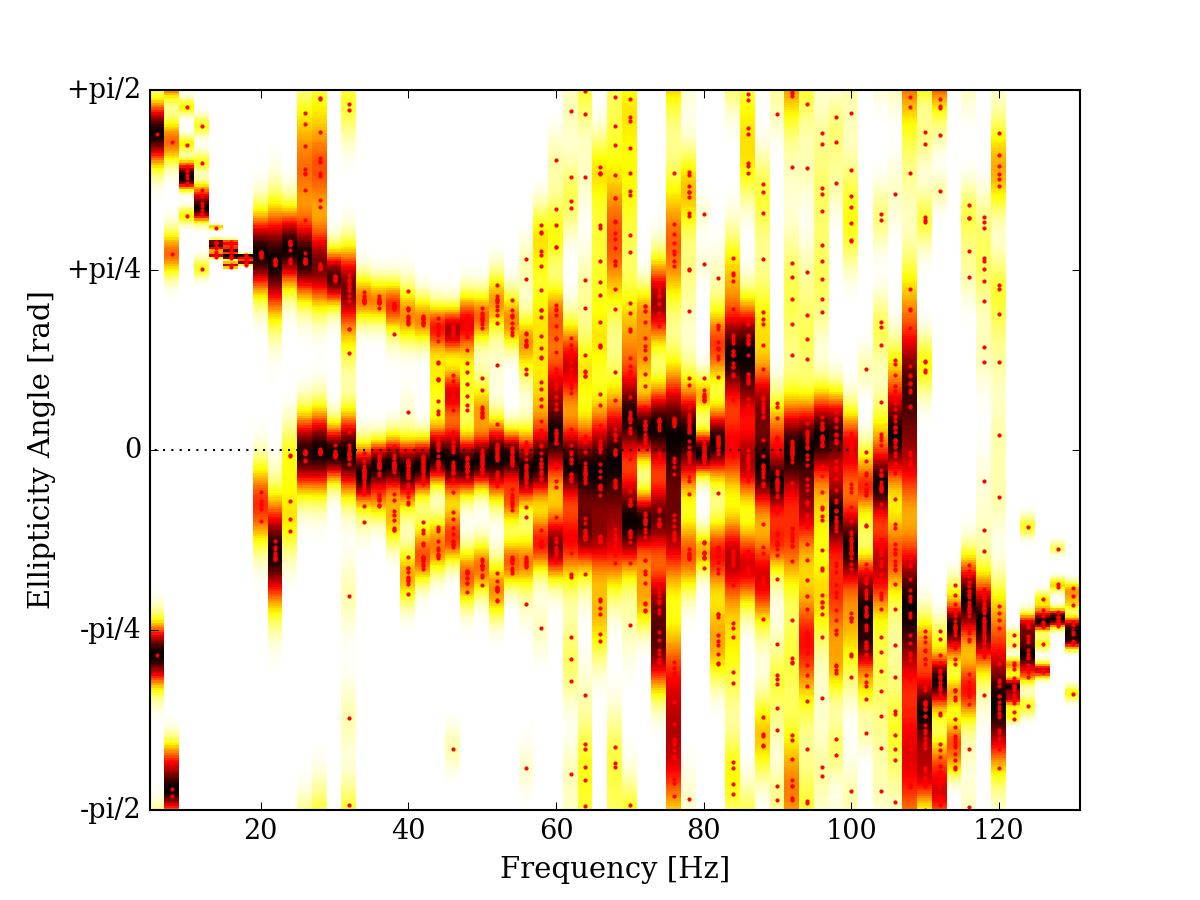 +pi/2
+pi/4
0
-pi/4
-pi/2
Ellipticity Angle [rad]
20 40 60 80 100 120
Frequency [Hz]